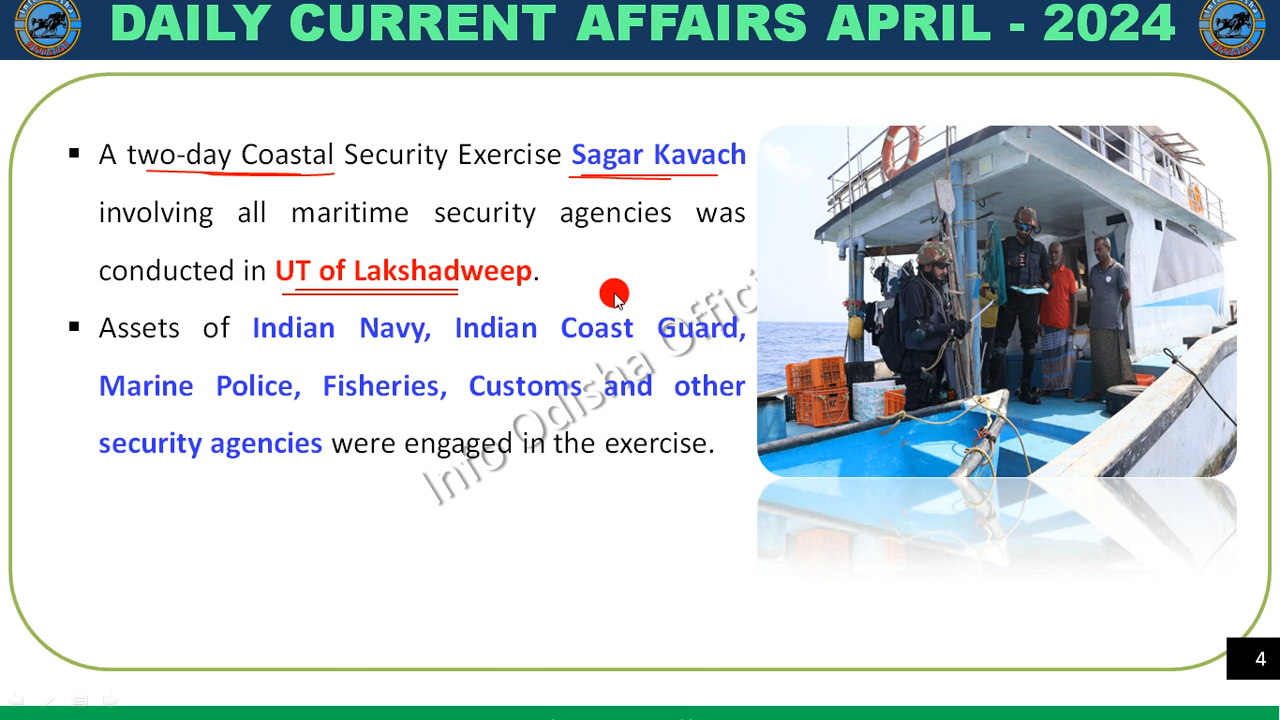 DAILY CURRENT AFFAIRS APRIL - 2024
▪ A two-day Coastal Security Exercise Sagar Kavach
involving all maritime security agencies was
conducted in UT of Lakshadweep.
▪ Assets of Indian Navy, Indian Coast Guard,
Marine Police, Fisheries, Customs and other
security agencies were engaged in the exercise.
Info Odisha Offici
4